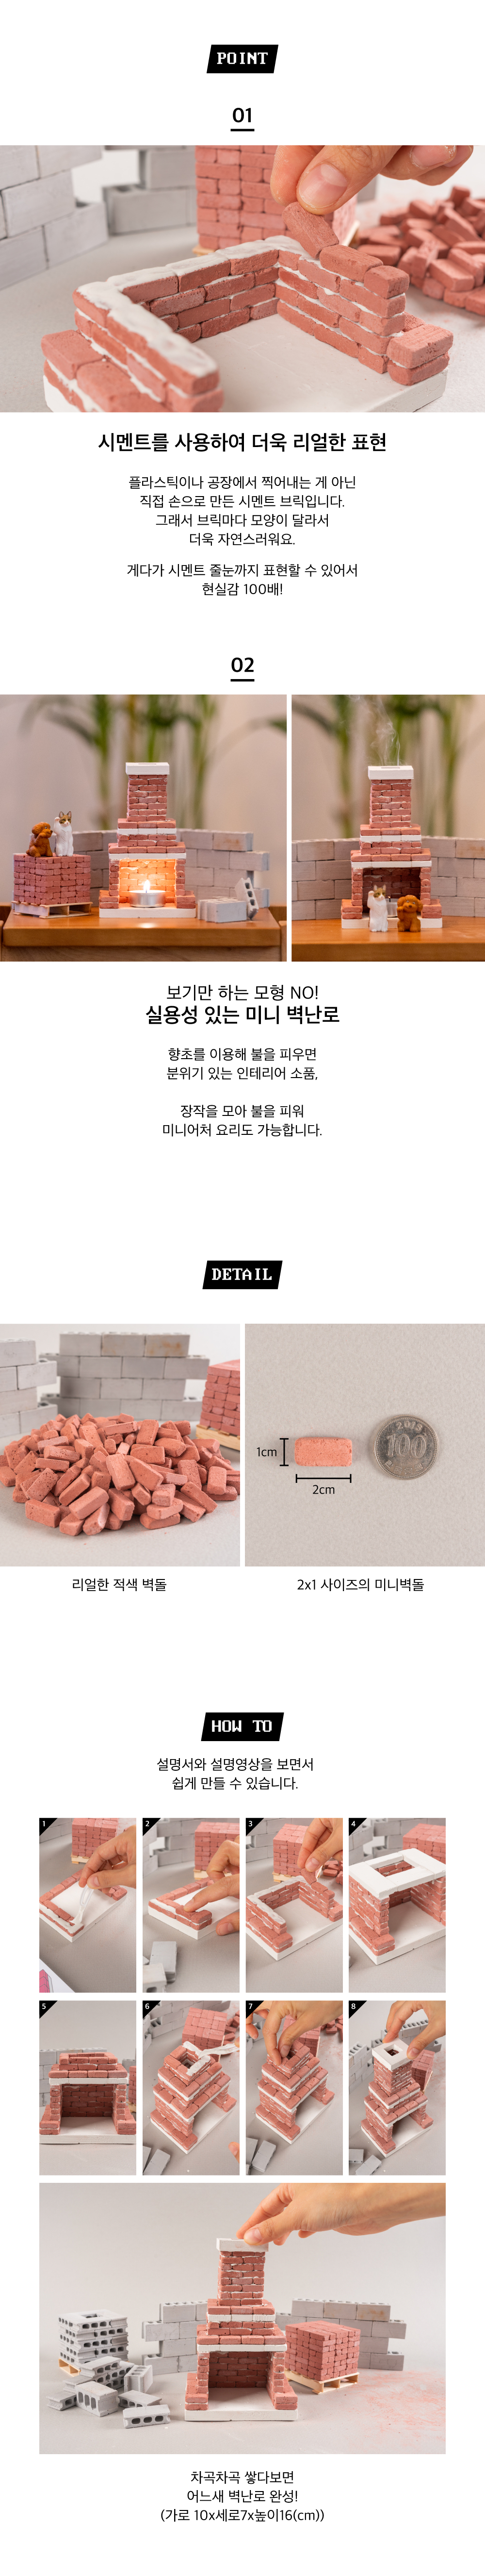 POINT
01
시멘트를 사용하여 더욱 리얼한 표현
플라스틱이나 공장에서 찍어내는 게 아닌
직접 손으로 만든 시멘트 브릭입니다.
그래서 브릭마다 모양이 달라서
더욱 자연스러워요.
게다가 시멘트 줄눈까지 표현할 수 있어서
현실감 100배!
02
보기만 하는 모형 NO!
실용성 있는 미니 벽난로
향초를 이용해 불을 피우면
분위기 있는 인테리어 소품,
장작을 모아 불을 피워
미니어처 요리도 가능합니다.
DETAIL
1cm
2cm
2013
100
리얼한 적색 벽돌
2x1 사이즈의 미니벽돌
HOW TO
설명서와 설명영상을 보면서
쉽게 만들 수 있습니다.
1
2
3
4
5
6
7
8
차곡차곡 쌓다보면
어느새 벽난로 완성!
(가로 10x세로7x높이16(cm))